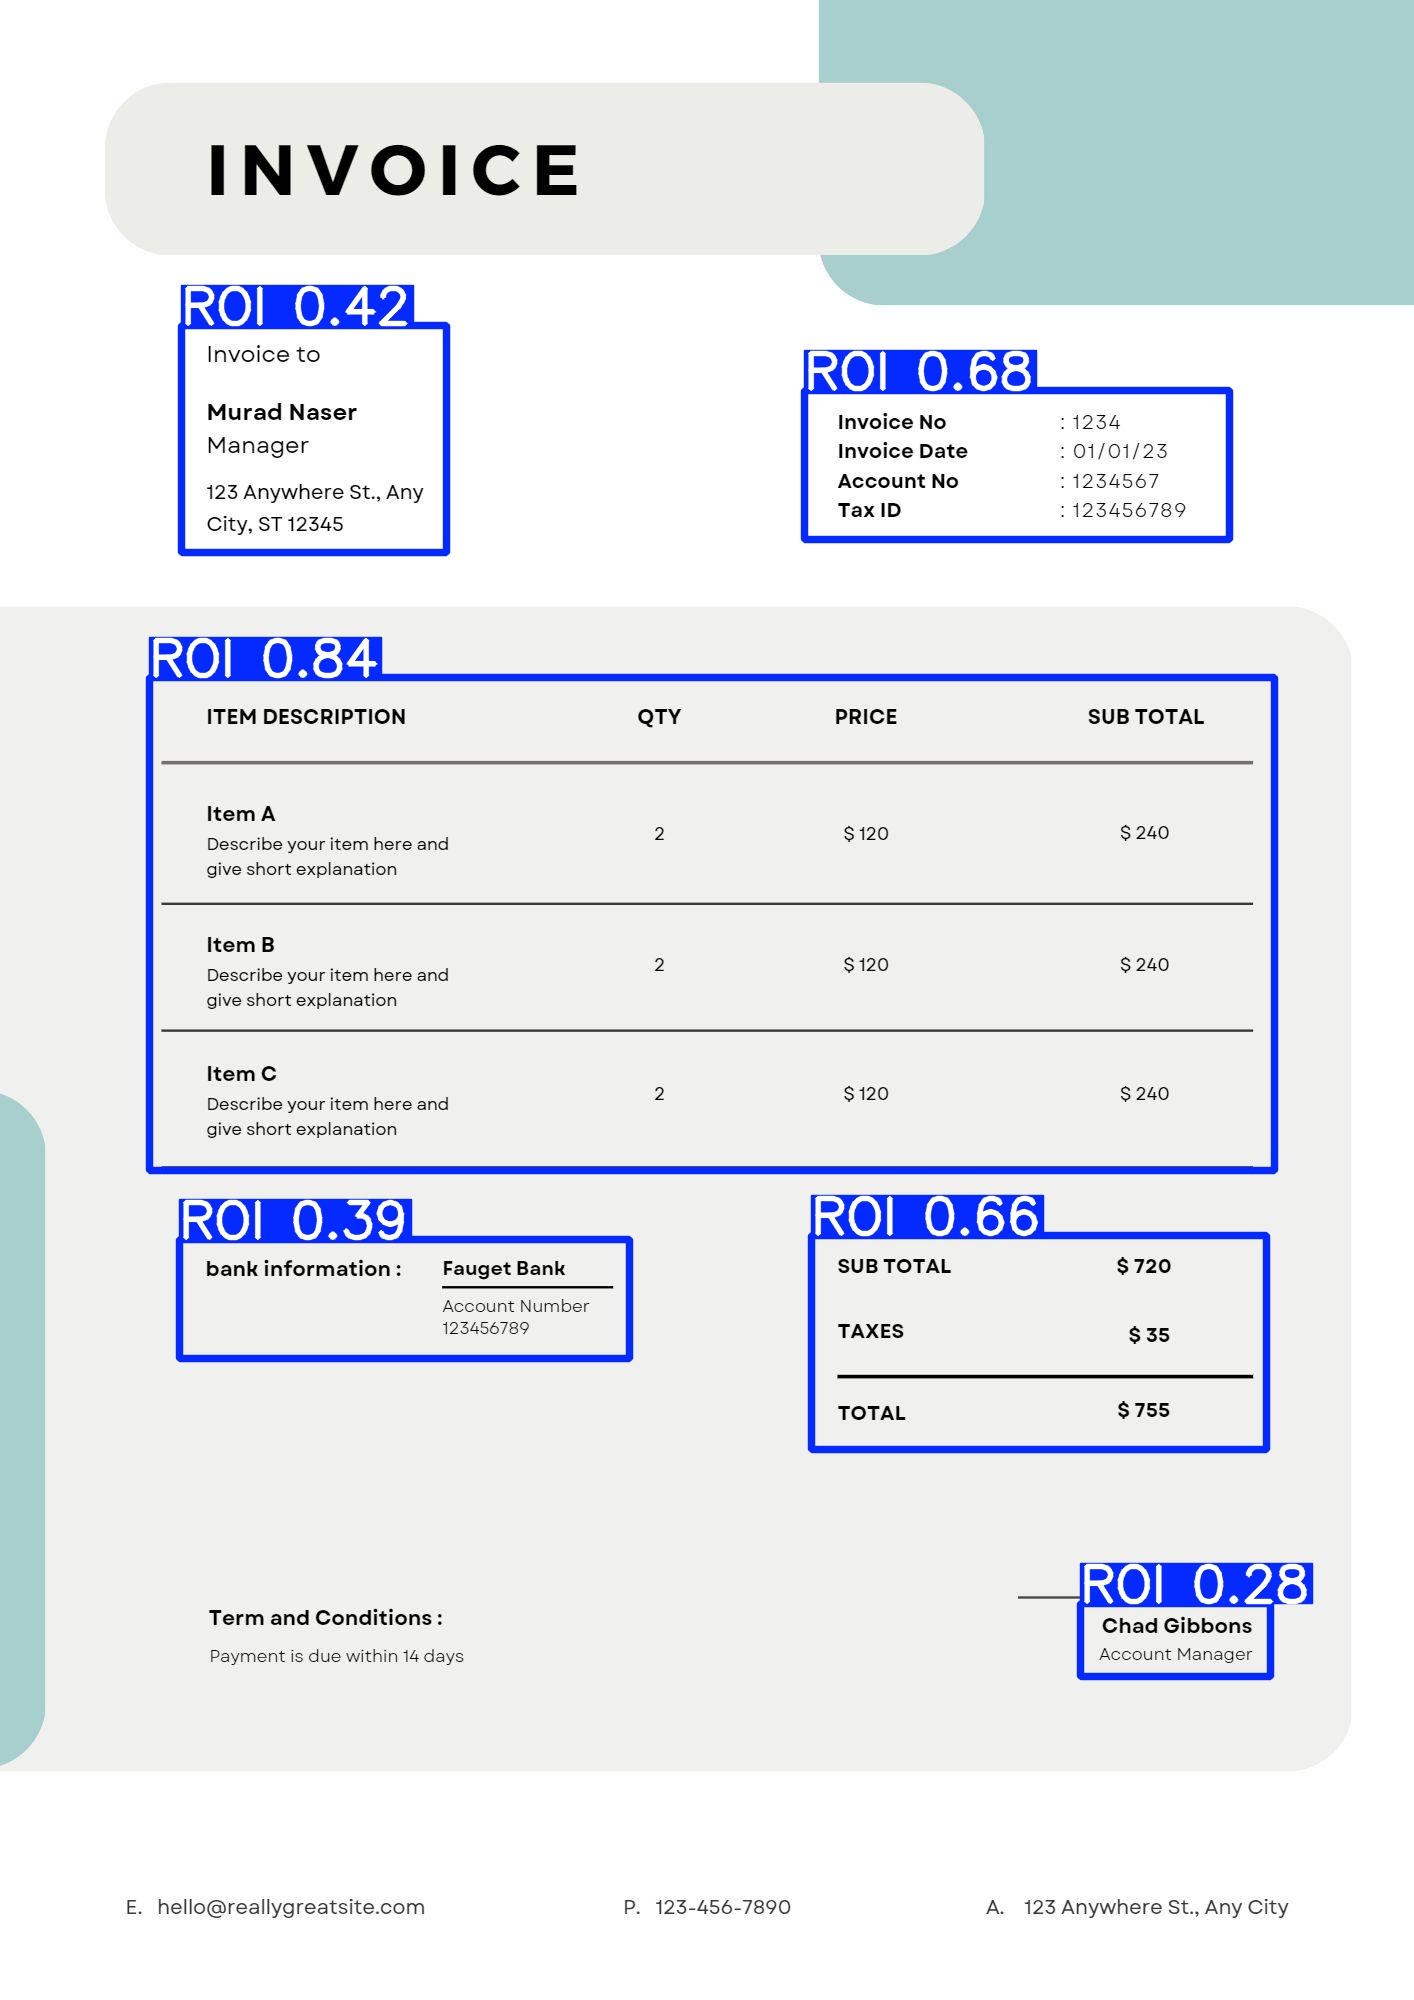 INVOICE
ROI 0.42
Invoice to
Murad Naser
Manager
123 Anywhere St., Any
City, ST 12345
ROI 0.68
Invoice No : 1234
Invoice Date : 01/01/23
Account No : 1234567
Tax ID : 123456789
ROI 0.84
ITEM DESCRIPTION QTY PRICE SUB TOTAL
Item A
Describe your item here and
give short explanation
2 $ 120 $ 240
Item B
Describe your item here and
give short explanation
2 $ 120 $ 240
Item C
Describe your item here and
give short explanation
2 $ 120 $ 240
ROI 0.39
bank information : Fauget Bank
Account Number
123456789
ROI 0.66
SUB TOTAL $ 720
TAXES $ 35
TOTAL $ 755
Term and Conditions :
Payment is due within 14 days
ROI 0.28
Chad Gibbons
Account Manager
E. hello@reallygreatsite.com P. 123-456-7890 A. 123 Anywhere St., Any City